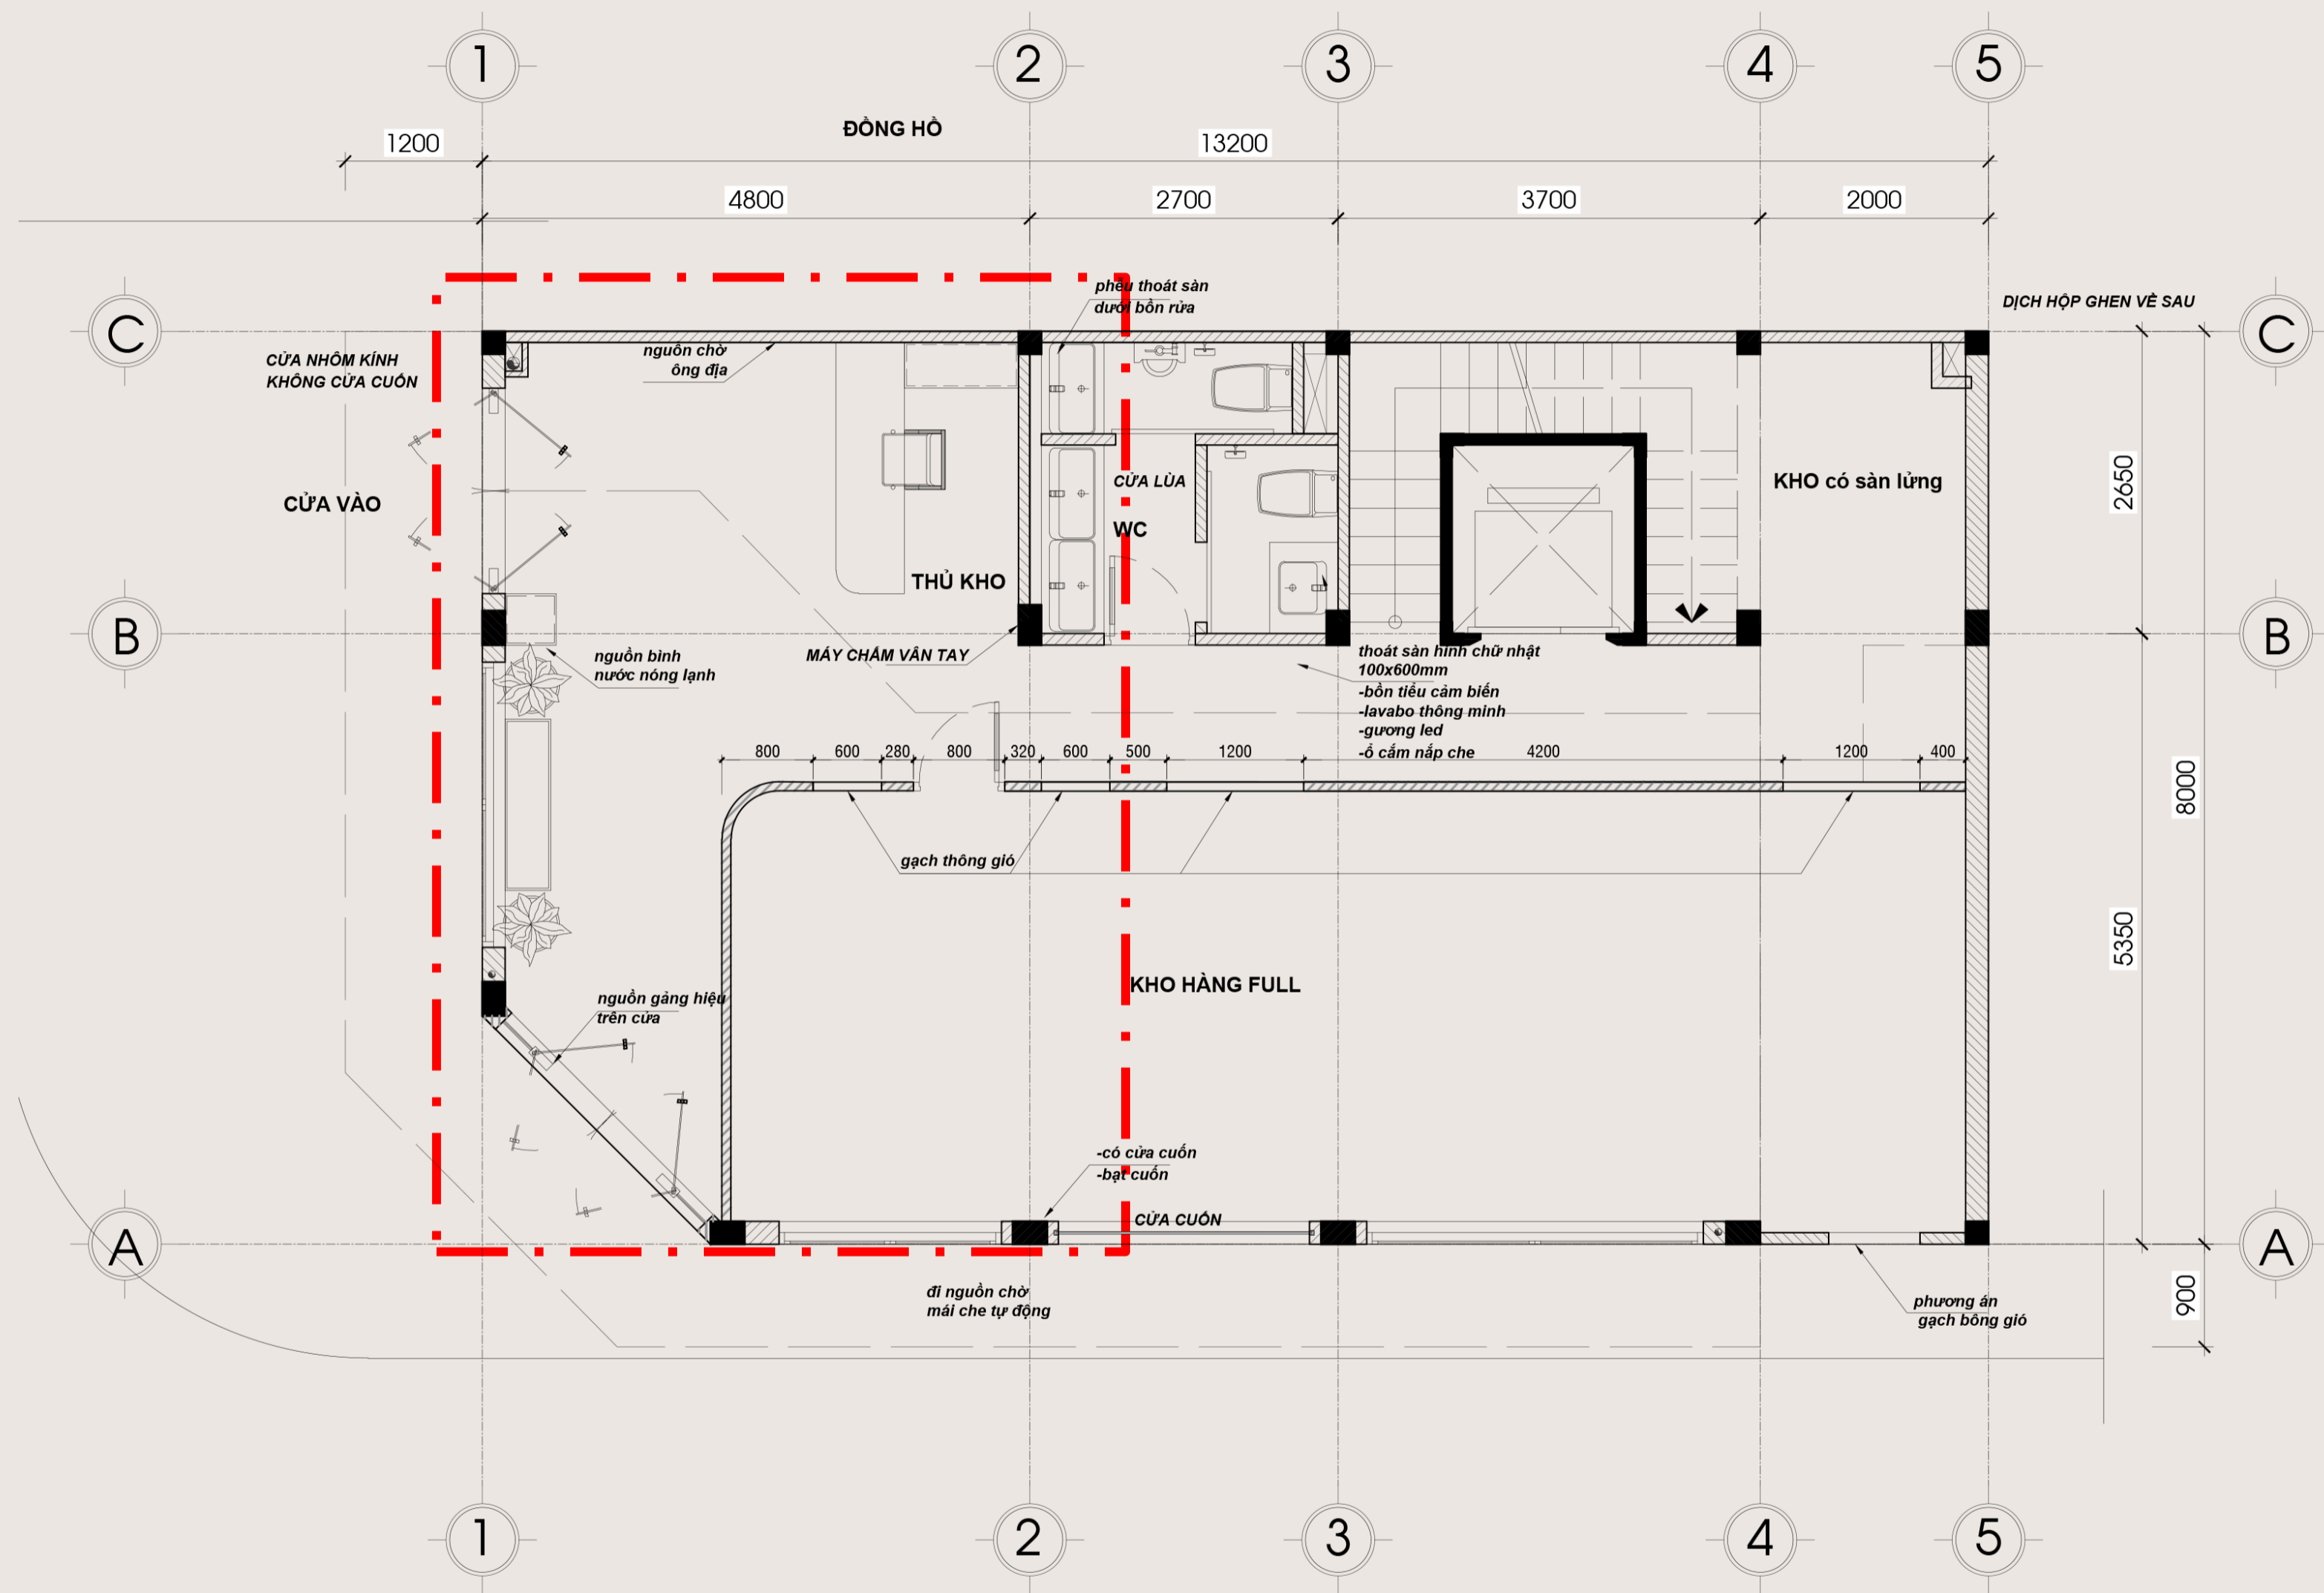 1 2 3 4 5
ĐỒNG HỒ
1200 13200
4800 2700 3700 2000
phễu thoát sàn
dưới bồn rửa
DỊCH HỘP GHEN VỀ SAU
C C
CỬA NHÔM KÍNH
KHÔNG CỬA CUỐN
nguồn chờ
ông địa
CỬA VÀO
CỬA LÙA
WC
KHO có sàn lửng
2650
THỦ KHO
B B
nguồn bình
nước nóng lạnh
MÁY CHẤM VÂN TAY
thoát sàn hình chữ nhật
100x600mm
-bồn tiểu cảm biến
-lavabo thông minh
-gương led
-ổ cắm nắp che
800 600 280 800 320 600 500 1200 4200 1200 400
8000
gạch thông gió
5350
KHO HÀNG FULL
nguồn gảng hiệu
trên cửa
-có cửa cuốn
-bạt cuốn
CỬA CUỐN
A A
đi nguồn chờ
mái che tự động
900
phương án
gạch bông gió
1 2 3 4 5